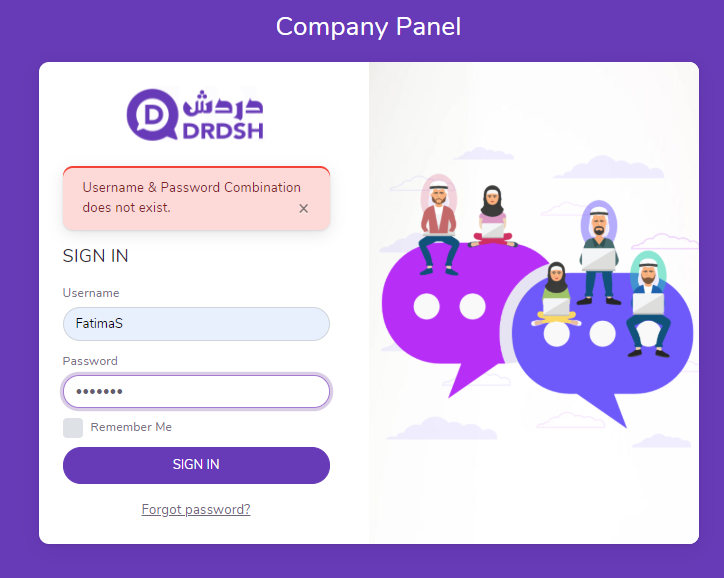 Company Panel
دردش
DRDSH
Username & Password Combination
does not exist.
×
SIGN IN
Username
FatimaS
Password
•••••••
Remember Me
SIGN IN
Forgot password?